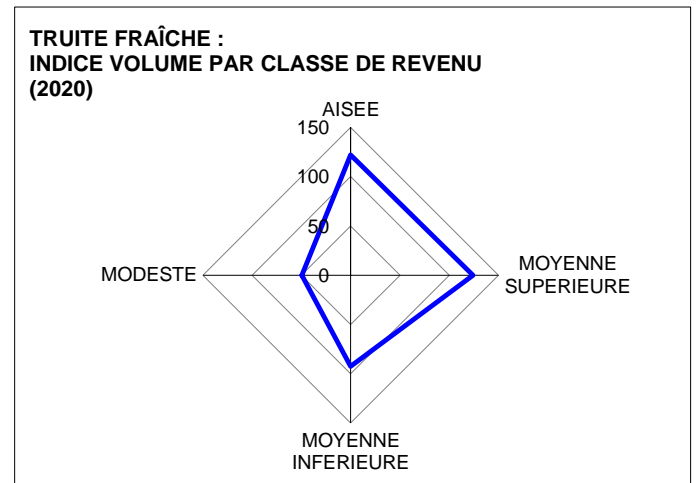 TRUITE FRAÎCHE :
INDICE VOLUME PAR CLASSE DE REVENU
(2020)
AISEE
150
100
50
0
MODESTE
MOYENNE
SUPERIEURE
MOYENNE
INFERIEURE